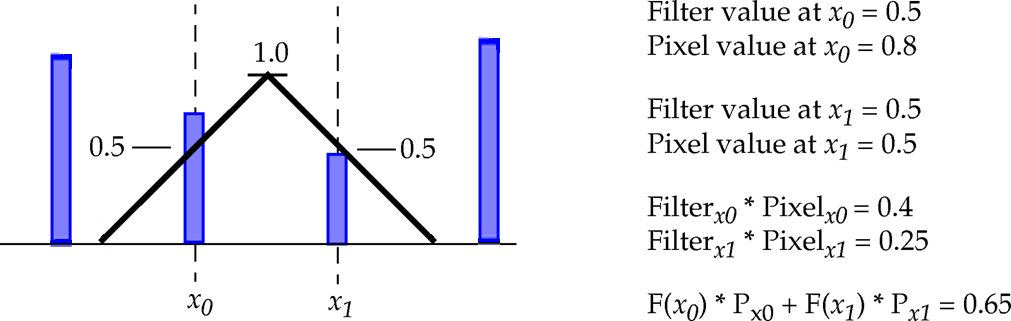 1.0
0.5
0.5
x₀
x₁
Filter value at x₀ = 0.5
Pixel value at x₀ = 0.8
Filter value at x₁ = 0.5
Pixel value at x₁ = 0.5
Filterₓ₀ * Pixelₓ₀ = 0.4
Filterₓ₁ * Pixelₓ₁ = 0.25
F(x₀) * Pₓ₀ + F(x₁) * Pₓ₁ = 0.65